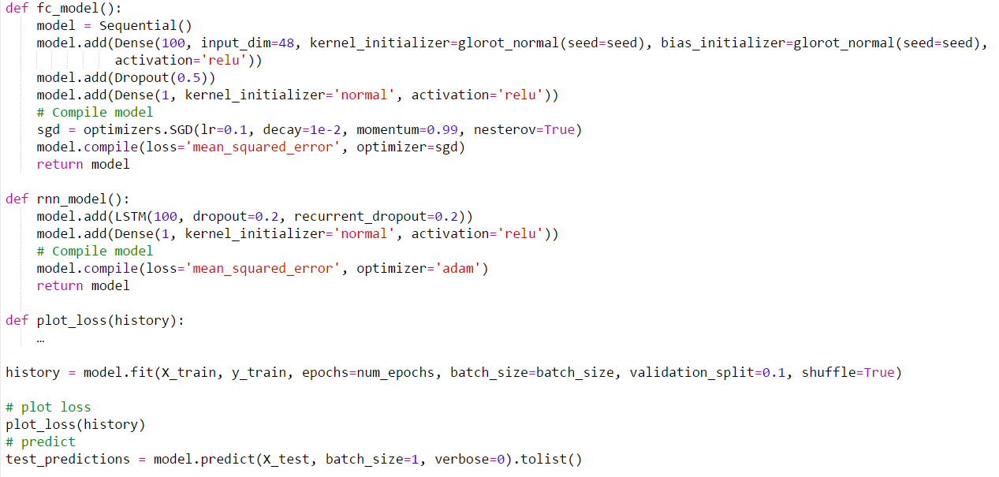 def fc_model():
    model = Sequential()
    model.add(Dense(100, input_dim=48, kernel_initializer=glorot_normal(seed=seed), bias_initializer=glorot_normal(seed=seed),
              activation='relu'))
    model.add(Dropout(0.5))
    model.add(Dense(1, kernel_initializer='normal', activation='relu'))
    # Compile model
    sgd = optimizers.SGD(lr=0.1, decay=1e-2, momentum=0.99, nesterov=True)
    model.compile(loss='mean_squared_error', optimizer=sgd)
    return model

def rnn_model():
    model.add(LSTM(100, dropout=0.2, recurrent_dropout=0.2))
    model.add(Dense(1, kernel_initializer='normal', activation='relu'))
    # Compile model
    model.compile(loss='mean_squared_error', optimizer='adam')
    return model

def plot_loss(history):
    …

history = model.fit(X_train, y_train, epochs=num_epochs, batch_size=batch_size, validation_split=0.1, shuffle=True)

# plot loss
plot_loss(history)
# predict
test_predictions = model.predict(X_test, batch_size=1, verbose=0).tolist()